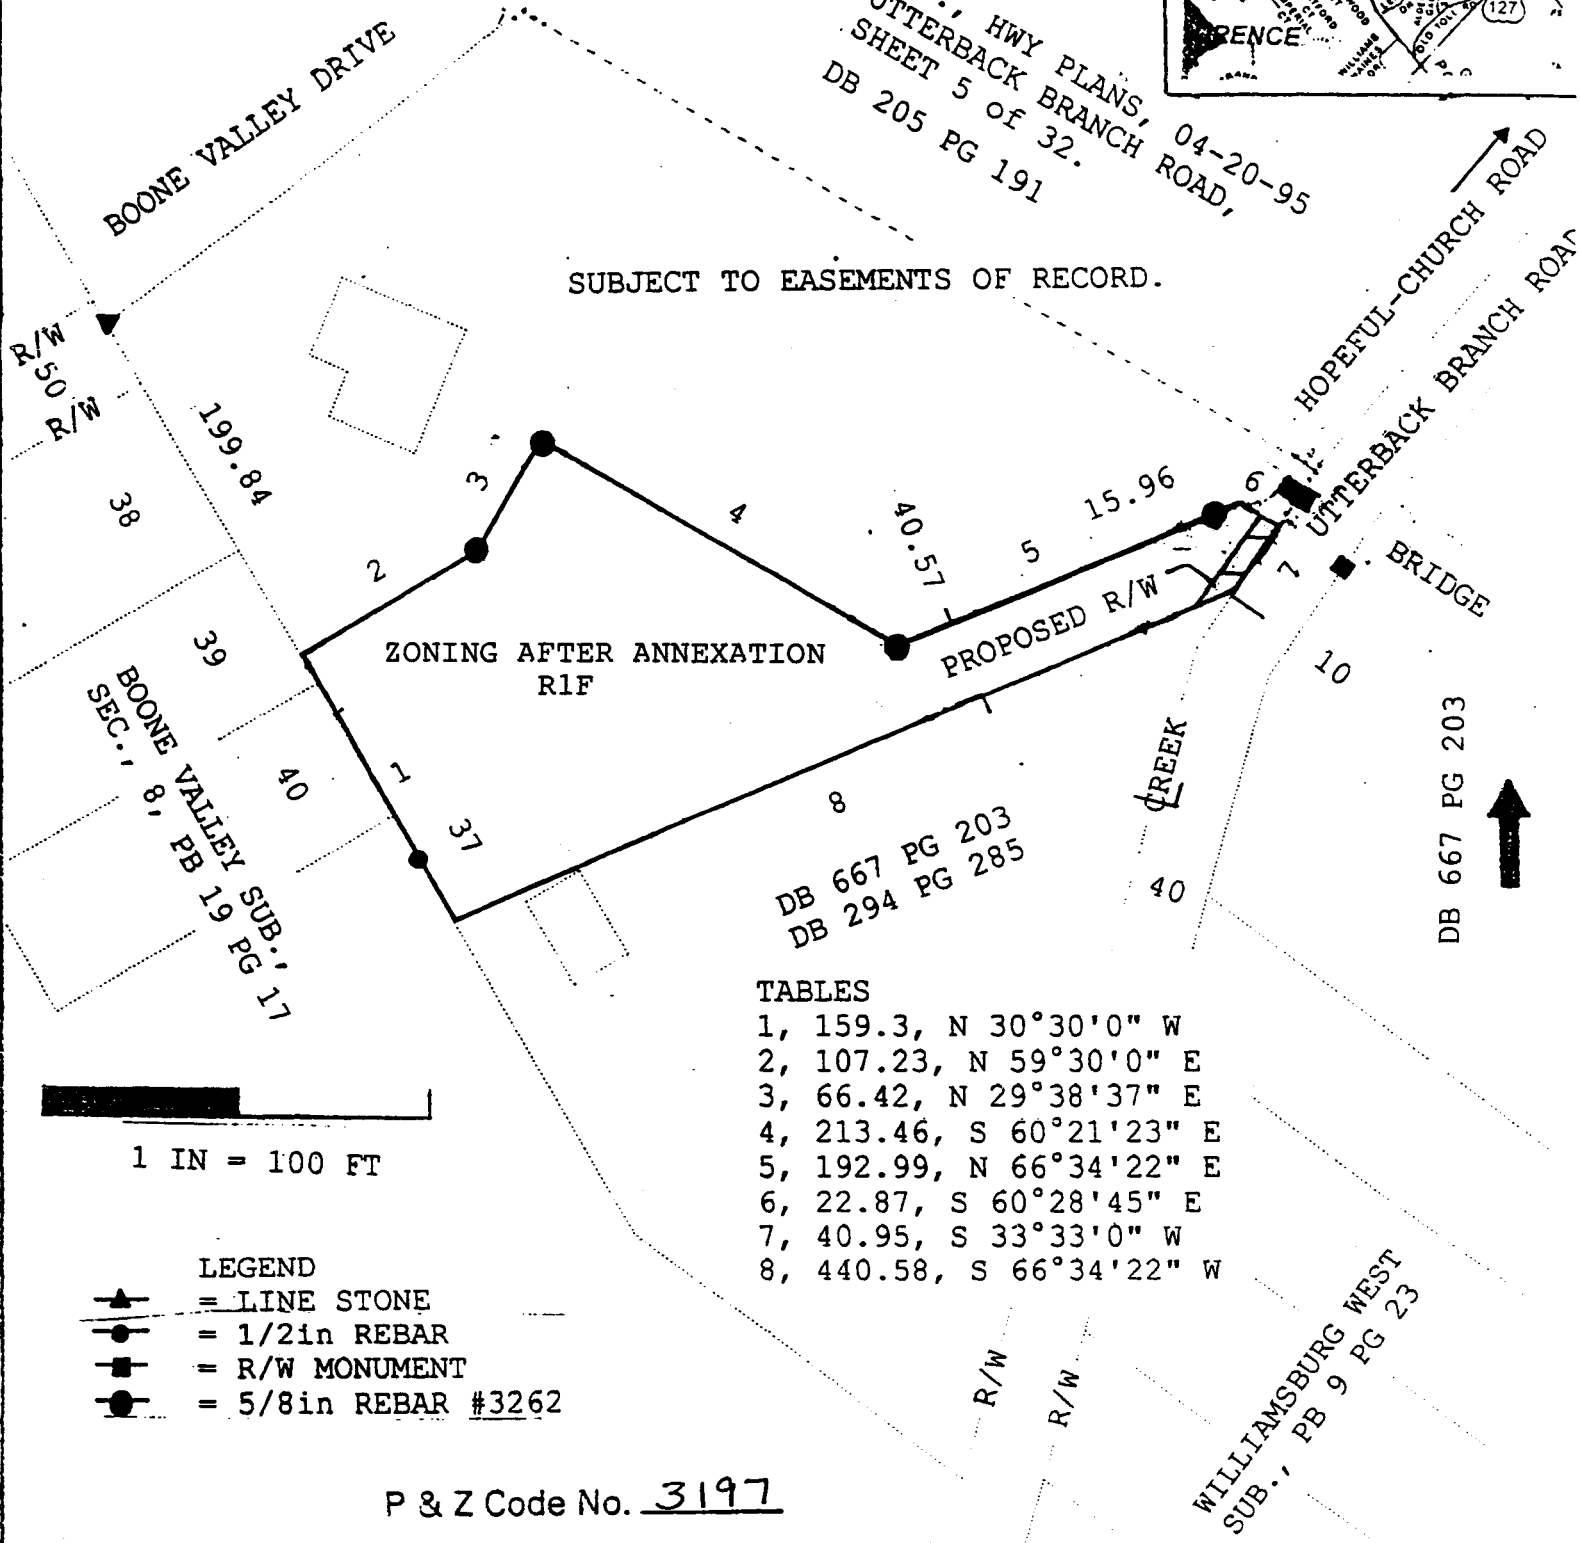 HWY PLANS, 04-20-95
UTTERBACK BRANCH ROAD,
SHEET 5 of 32.
DB 205 PG 191
127
OLD TOLL
WILLIAMS
RENCE
BOONE VALLEY DRIVE
SUBJECT TO EASEMENTS OF RECORD.
HOPEFUL-CHURCH ROAD
UTTERBACK BRANCH ROAD
R/W
50
R/W
199.84
38
39
40
3
2
4
40.57
5
15.96
6
7
BRIDGE
10
ZONING AFTER ANNEXATION
R1F
PROPOSED R/W
BOONE VALLEY SUB.,
SEC., 8, PB 19 PG 17
1
37
8
CREEK
40
DB 667 PG 203
DB 294 PG 285
DB 667 PG 203
TABLES
1, 159.3, N 30°30'0" W
2, 107.23, N 59°30'0" E
3, 66.42, N 29°38'37" E
4, 213.46, S 60°21'23" E
5, 192.99, N 66°34'22" E
6, 22.87, S 60°28'45" E
7, 40.95, S 33°33'0" W
8, 440.58, S 66°34'22" W
1 IN = 100 FT
LEGEND
= LINE STONE
= 1/2in REBAR
= R/W MONUMENT
= 5/8in REBAR #3262
R/W
R/W
WILLIAMSBURG WEST
SUB., PB 9 PG 23
P & Z Code No. 3197